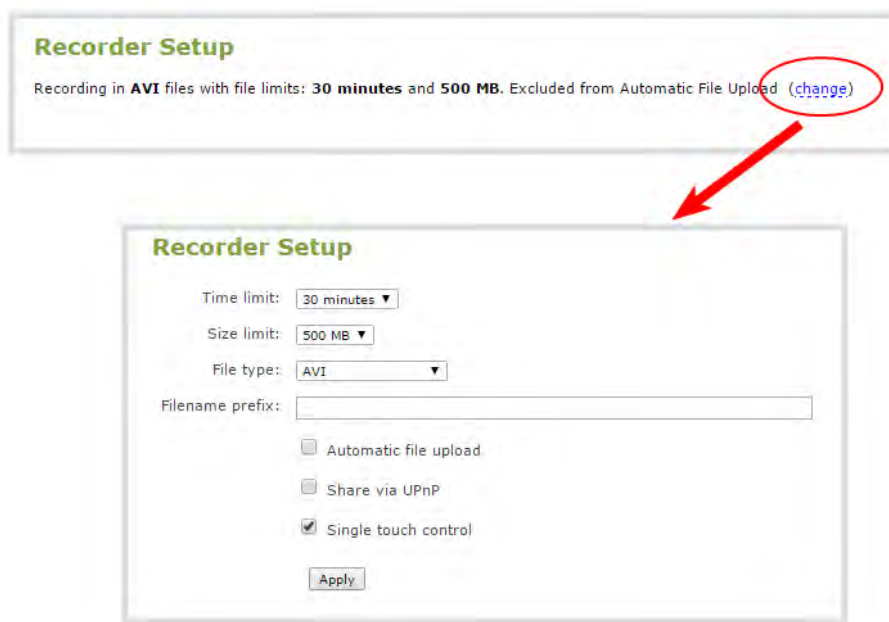 Recorder Setup
Recording in AVI files with file limits: 30 minutes and 500 MB. Excluded from Automatic File Upload (change)
Recorder Setup
Time limit: 30 minutes
Size limit: 500 MB
File type: AVI
Filename prefix:
Automatic file upload
Share via UPnP
Single touch control
Apply